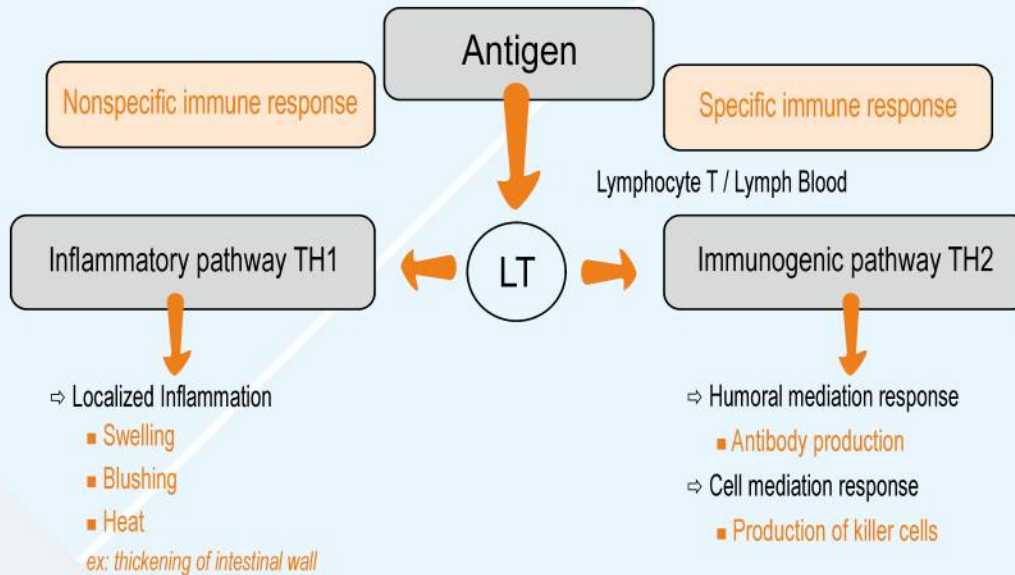 Antigen
Nonspecific immune response
Specific immune response
Lymphocyte T / Lymph Blood
Inflammatory pathway TH1
LT
Immunogenic pathway TH2
⇨ Localized Inflammation
■ Swelling
■ Blushing
■ Heat
ex: thickening of intestinal wall
⇨ Humoral mediation response
■ Antibody production
⇨ Cell mediation response
■ Production of killer cells